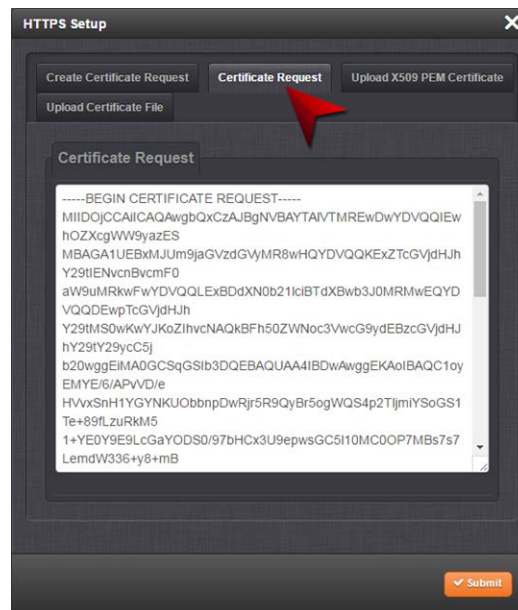 HTTPS Setup
Create Certificate Request
Certificate Request
Upload X509 PEM Certificate
Upload Certificate File
Certificate Request
-----BEGIN CERTIFICATE REQUEST-----
MIIDOjCCAiICAQAwgbQxCzAJBgNVBAYTAlVTMREwDwYDVQQIEw
hOZXcgWW9yazES
MBAGA1UEBxMJUm9jaGVzdGVyMR8wHQYDVQQKExZTcGVjdHJh
Y29tIENvcnBvcmF0
aW9uMRkwFwYDVQQLExBDdXN0b21lciBTdXBwb3J0MRMwEQYD
VQQDEwpTcGVjdHJh
Y29tMS0wKwYJKoZIhvcNAQkBFh50ZWNoc3VwcG9ydEBzcGVjdHJ
hY29tY29ycC5j
b20wggEiMA0GCSqGSIb3DQEBAQUAA4IBDwAwggEKAoIBAQC1oy
EMYE/6/APvVD/e
HVvxSnH1YGYNKUObbnpDwRjr5R9QyBr5ogWQS4p2TljmiYSoGS1
Te+89fLzuRkM5
1+YE0Y9E9LcGaYODS0/97bHCx3U9epwsGC5I10MC0OP7MBs7s7
LemdW336+y8+mB
Submit